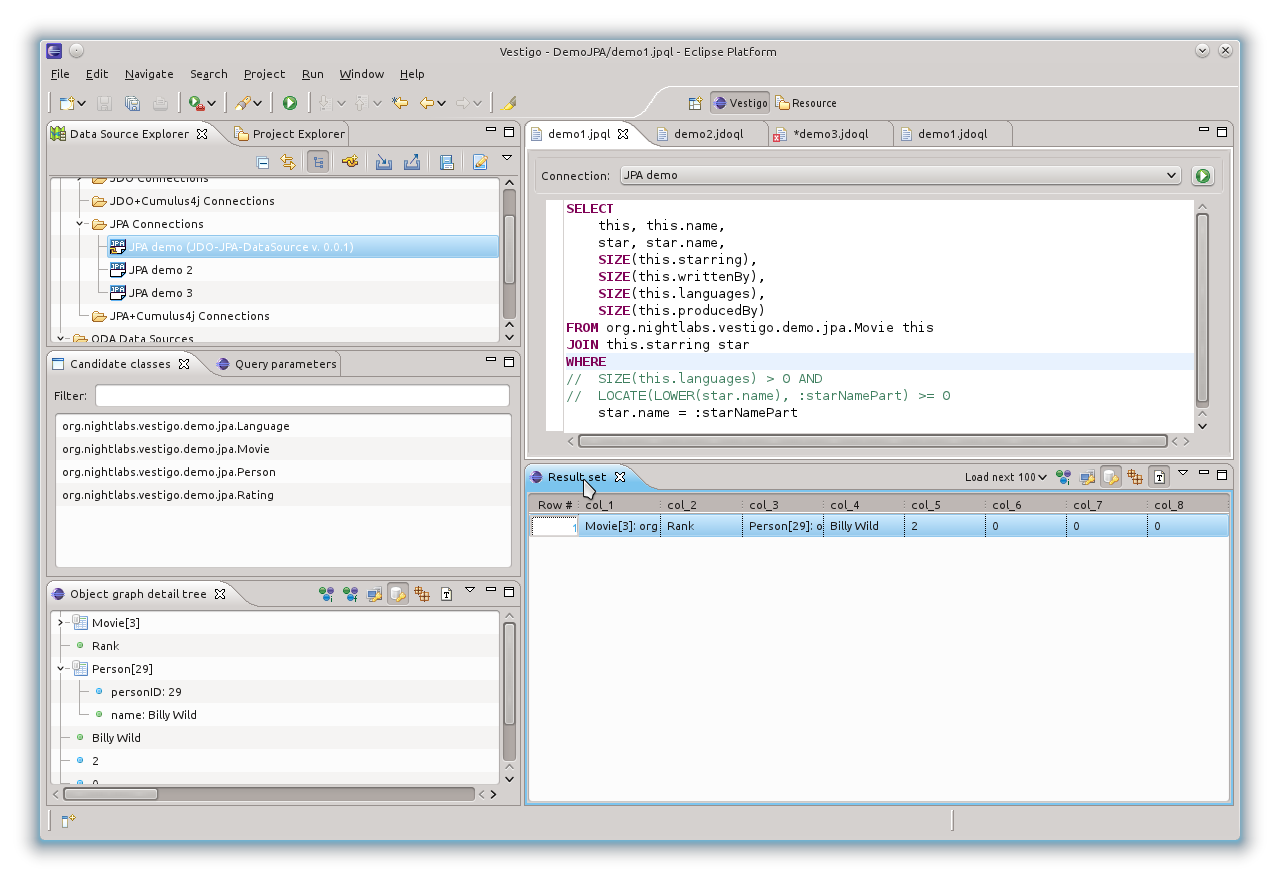 Vestigo - DemoJPA/demo1.jpql - Eclipse Platform
File Edit Navigate Search Project Run Window Help
Vestigo Resource
Data Source Explorer Project Explorer
JDO Connections
JDO+Cumulus4j Connections
JPA Connections
JPA demo (JDO-JPA-DataSource v. 0.0.1)
JPA demo 2
JPA demo 3
JPA+Cumulus4j Connections
ODA Data Sources
Candidate classes Query parameters
Filter:
org.nightlabs.vestigo.demo.jpa.Language
org.nightlabs.vestigo.demo.jpa.Movie
org.nightlabs.vestigo.demo.jpa.Person
org.nightlabs.vestigo.demo.jpa.Rating
Object graph detail tree
Movie[3]
Rank
Person[29]
personID: 29
name: Billy Wild
Billy Wild
2
0
demo1.jpql demo2.jdoql *demo3.jdoql demo1.jdoql
Connection: JPA demo
SELECT
this, this.name,
star, star.name,
SIZE(this.starring),
SIZE(this.writtenBy),
SIZE(this.languages),
SIZE(this.producedBy)
FROM org.nightlabs.vestigo.demo.jpa.Movie this
JOIN this.starring star
WHERE
// SIZE(this.languages) > 0 AND
// LOCATE(LOWER(star.name), :starNamePart) >= 0
star.name = :starNamePart
Result set Load next 100
Row # col_1 col_2 col_3 col_4 col_5 col_6 col_7 col_8
1 Movie[3]: org Rank Person[29]: o Billy Wild 2 0 0 0